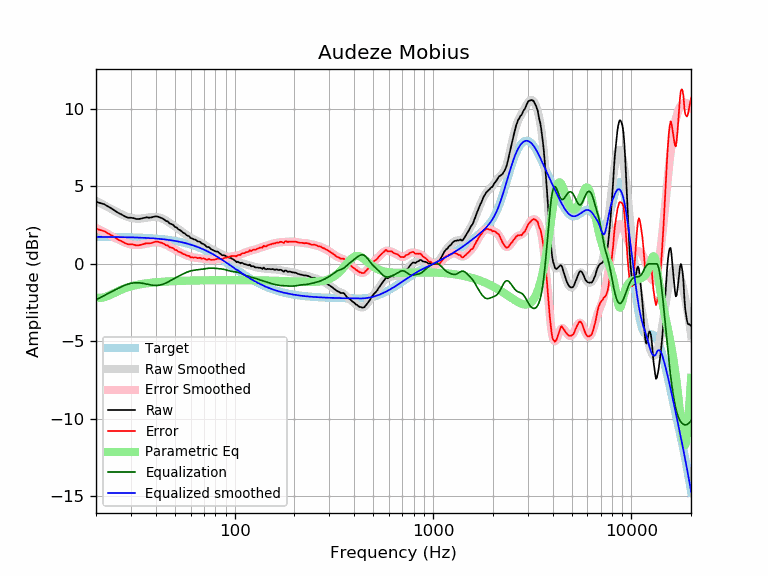 Audeze Mobius
Amplitude (dBr)
10
5
0
−5
−10
−15
Target
Raw Smoothed
Error Smoothed
Raw
Error
Parametric Eq
Equalization
Equalized smoothed
100
1000
10000
Frequency (Hz)